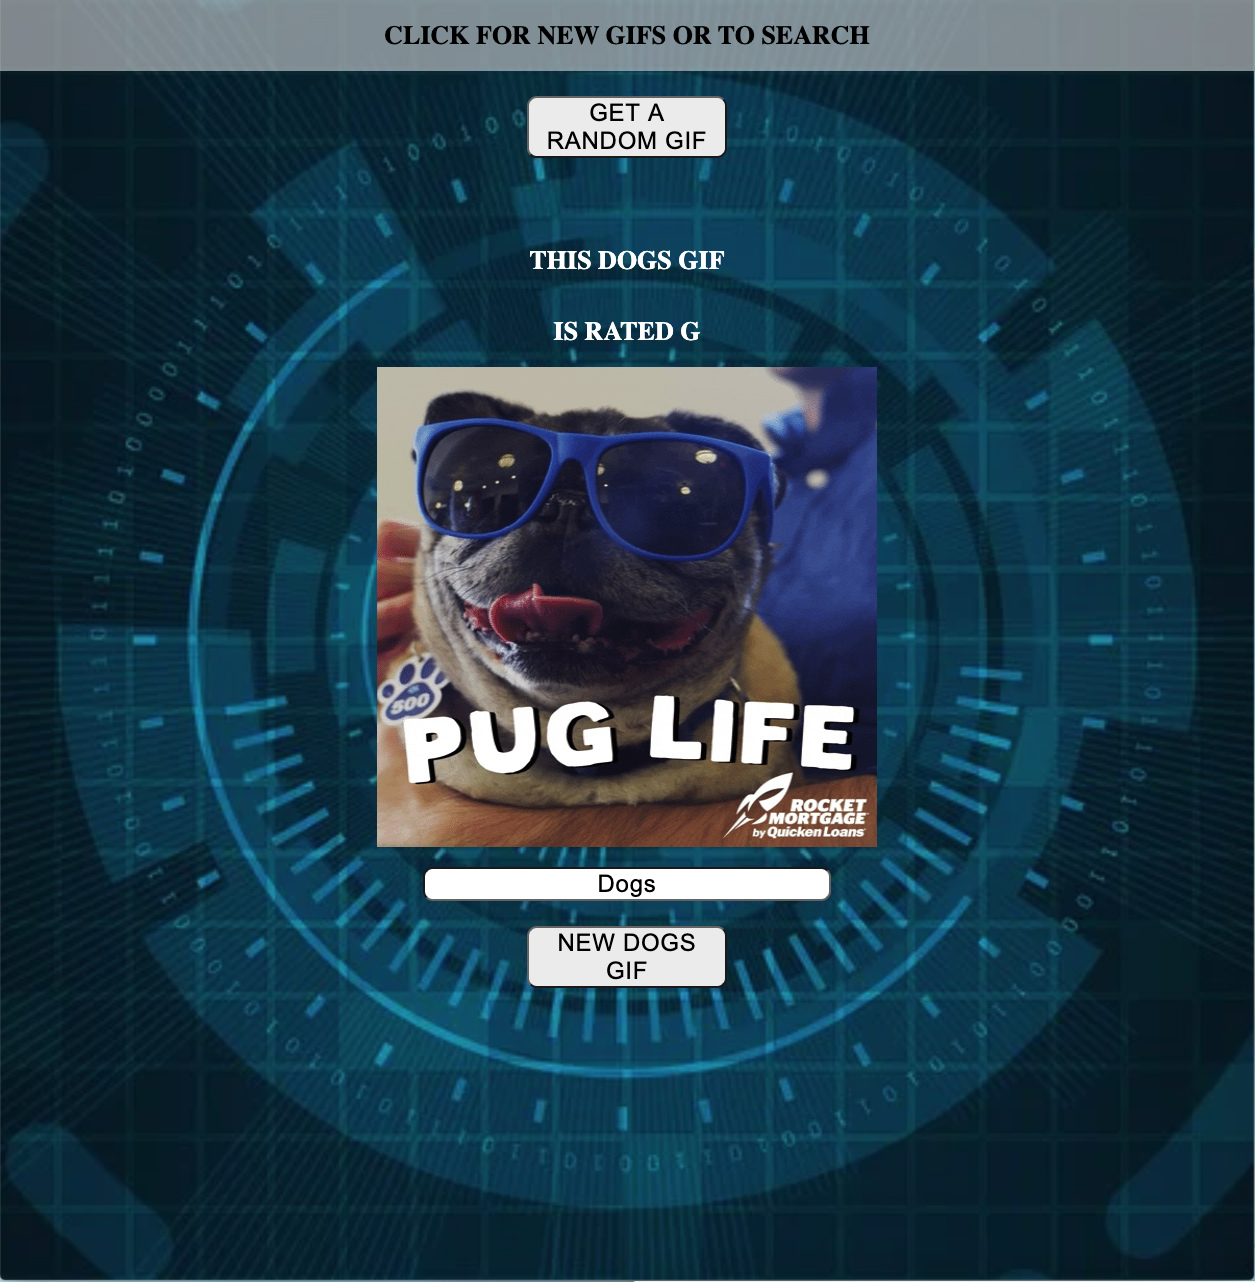 CLICK FOR NEW GIFS OR TO SEARCH
GET A
RANDOM GIF
THIS DOGS GIF
IS RATED G
500
PUG LIFE
ROCKET
MORTGAGE
by Quicken Loans
Dogs
NEW DOGS
GIF